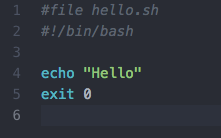 1 #file hello.sh
2 #!/bin/bash
3
4 echo "Hello"
5 exit 0
6